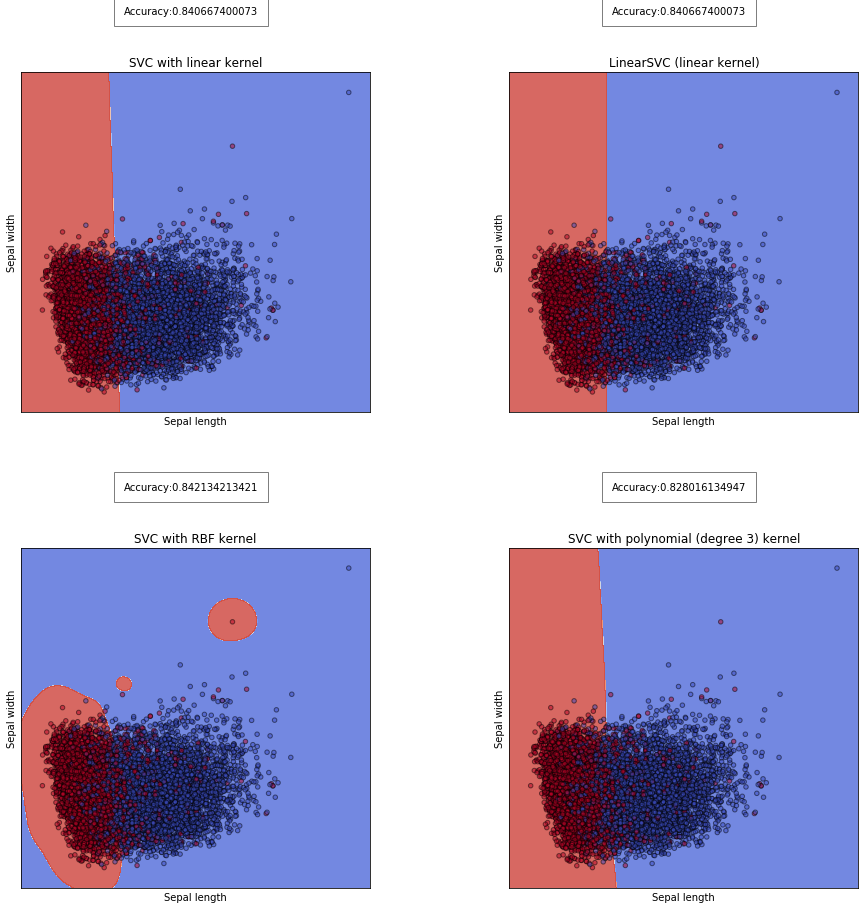 Accuracy:0.840667400073
Accuracy:0.840667400073
SVC with linear kernel
LinearSVC (linear kernel)
Sepal width
Sepal width
Sepal length
Sepal length
Accuracy:0.842134213421
Accuracy:0.828016134947
SVC with RBF kernel
SVC with polynomial (degree 3) kernel
Sepal width
Sepal width
Sepal length
Sepal length